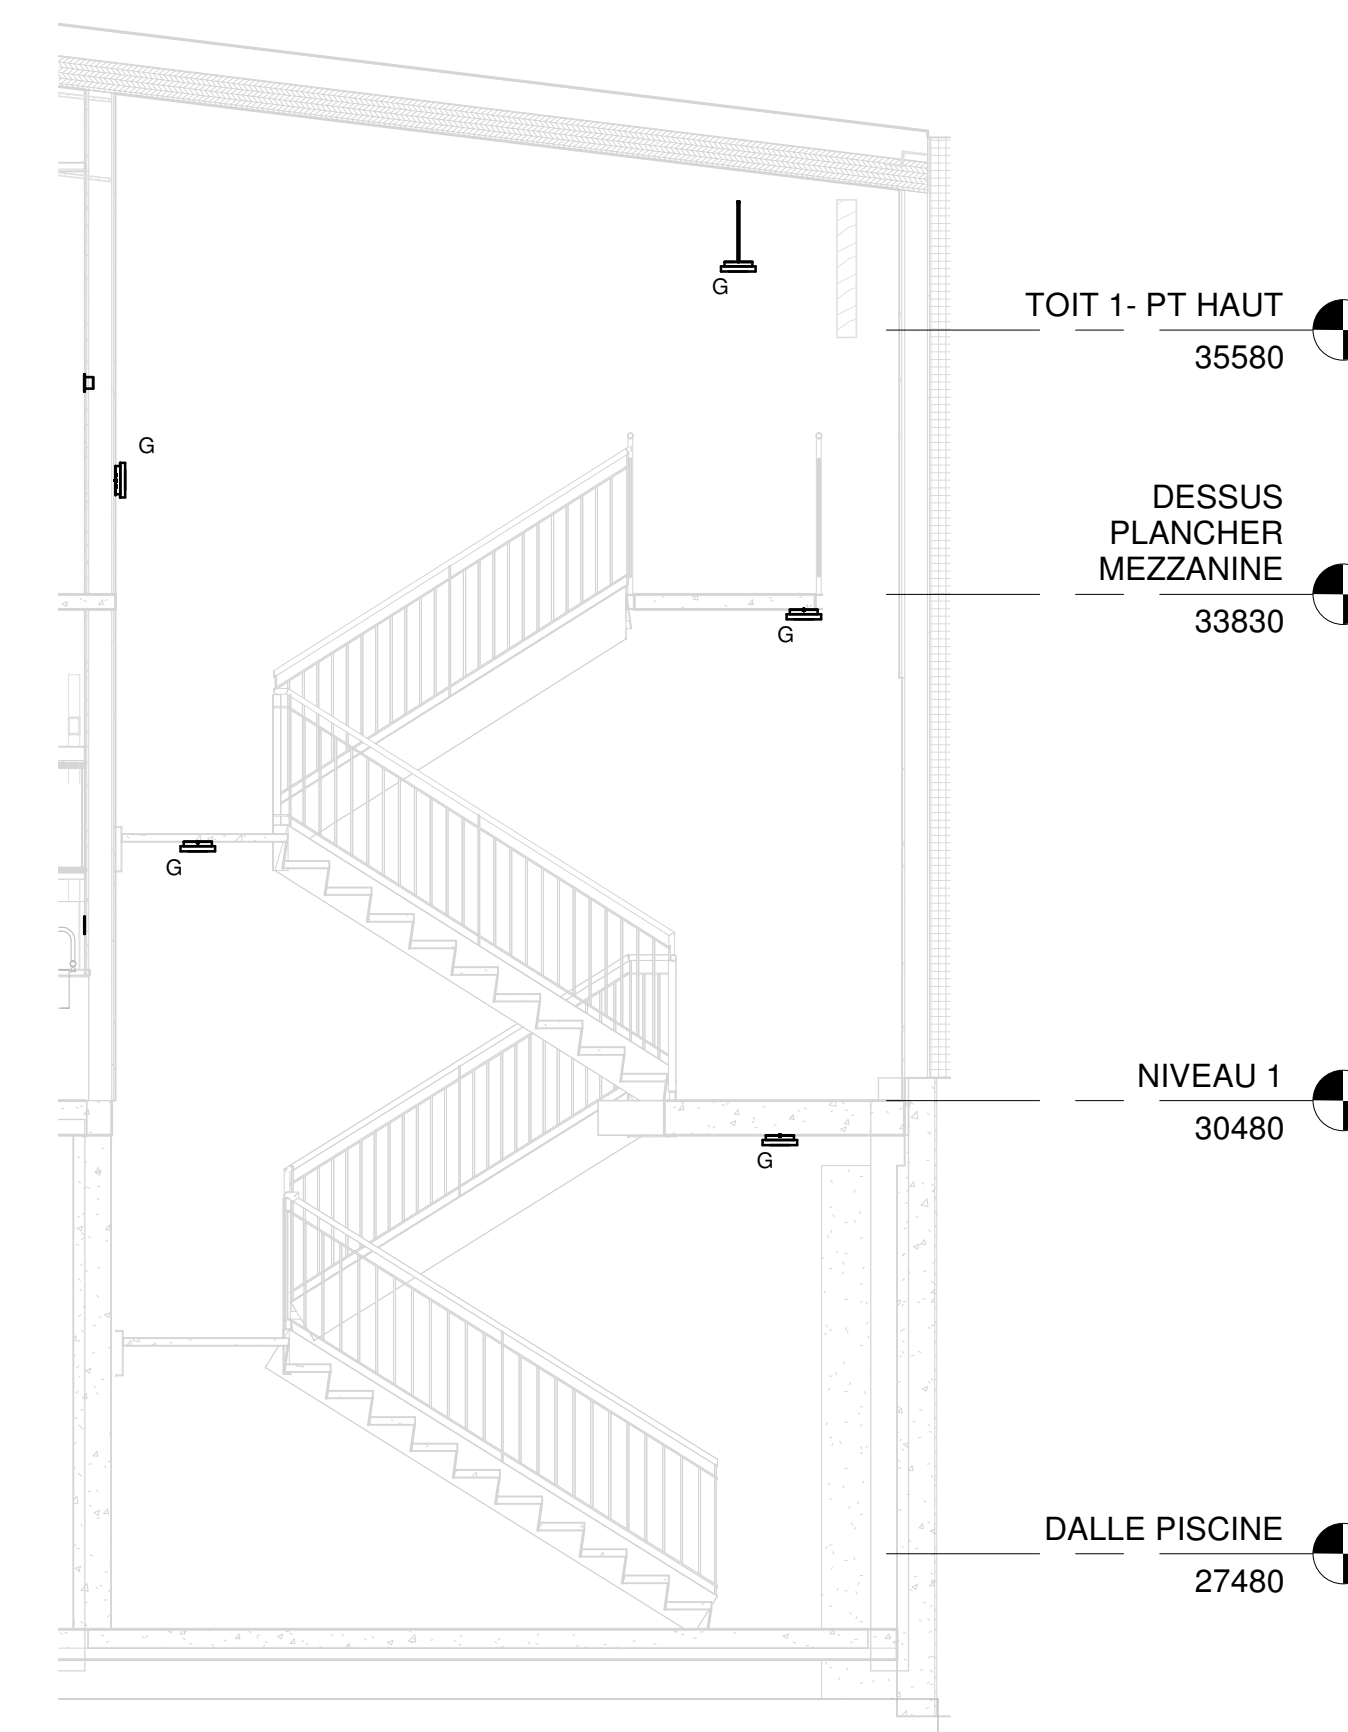 G
TOIT 1- PT HAUT
35580
G
DESSUS
PLANCHER
MEZZANINE
33830
G
G
NIVEAU 1
30480
G
DALLE PISCINE
27480